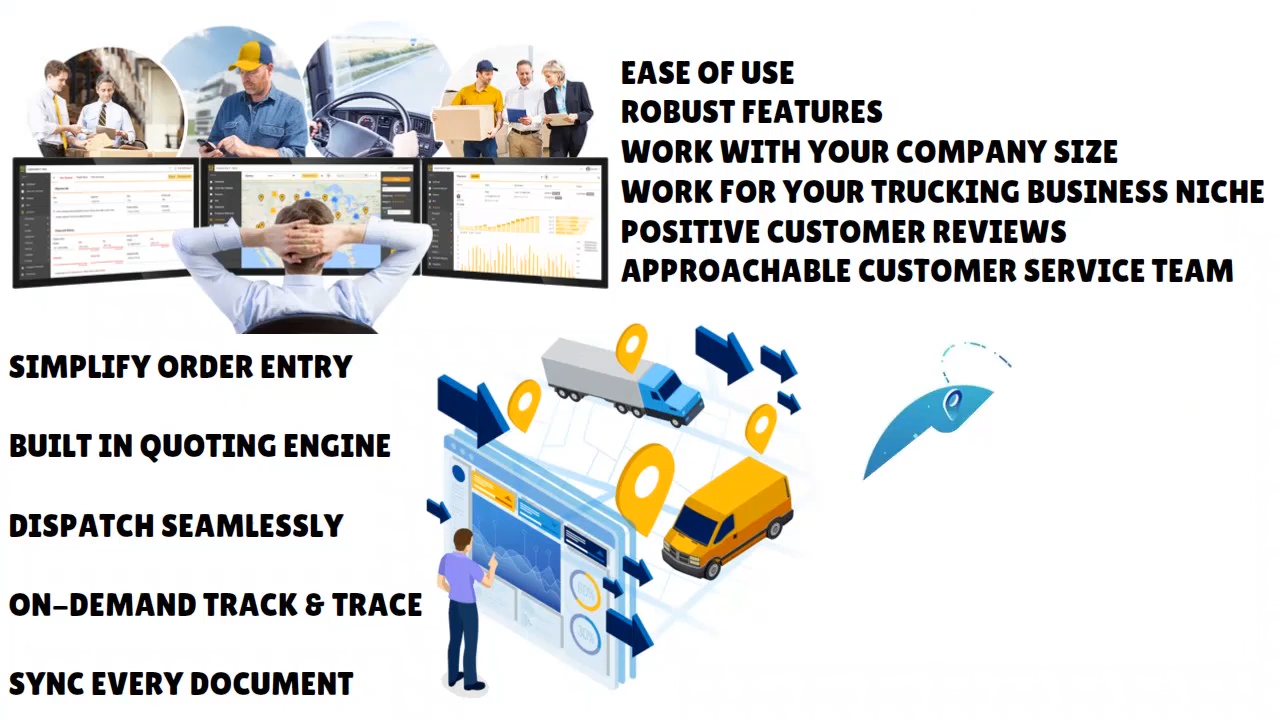 EASE OF USE
ROBUST FEATURES
WORK WITH YOUR COMPANY SIZE
WORK FOR YOUR TRUCKING BUSINESS NICHE
POSITIVE CUSTOMER REVIEWS
APPROACHABLE CUSTOMER SERVICE TEAM
SIMPLIFY ORDER ENTRY
BUILT IN QUOTING ENGINE
DISPATCH SEAMLESSLY
ON-DEMAND TRACK & TRACE
SYNC EVERY DOCUMENT